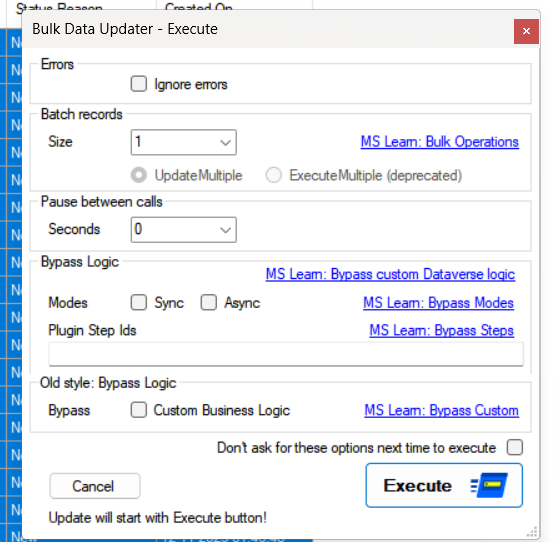 Status Reason Created On
Bulk Data Updater - Execute
Errors
Ignore errors
Batch records
Size 1 MS Learn: Bulk Operations
UpdateMultiple ExecuteMultiple (deprecated)
Pause between calls
Seconds 0
Bypass Logic
MS Learn: Bypass custom Dataverse logic
Modes Sync Async MS Learn: Bypass Modes
Plugin Step Ids MS Learn: Bypass Steps
Old style: Bypass Logic
Bypass Custom Business Logic MS Learn: Bypass Custom
Don't ask for these options next time to execute
Cancel Execute
Update will start with Execute button!